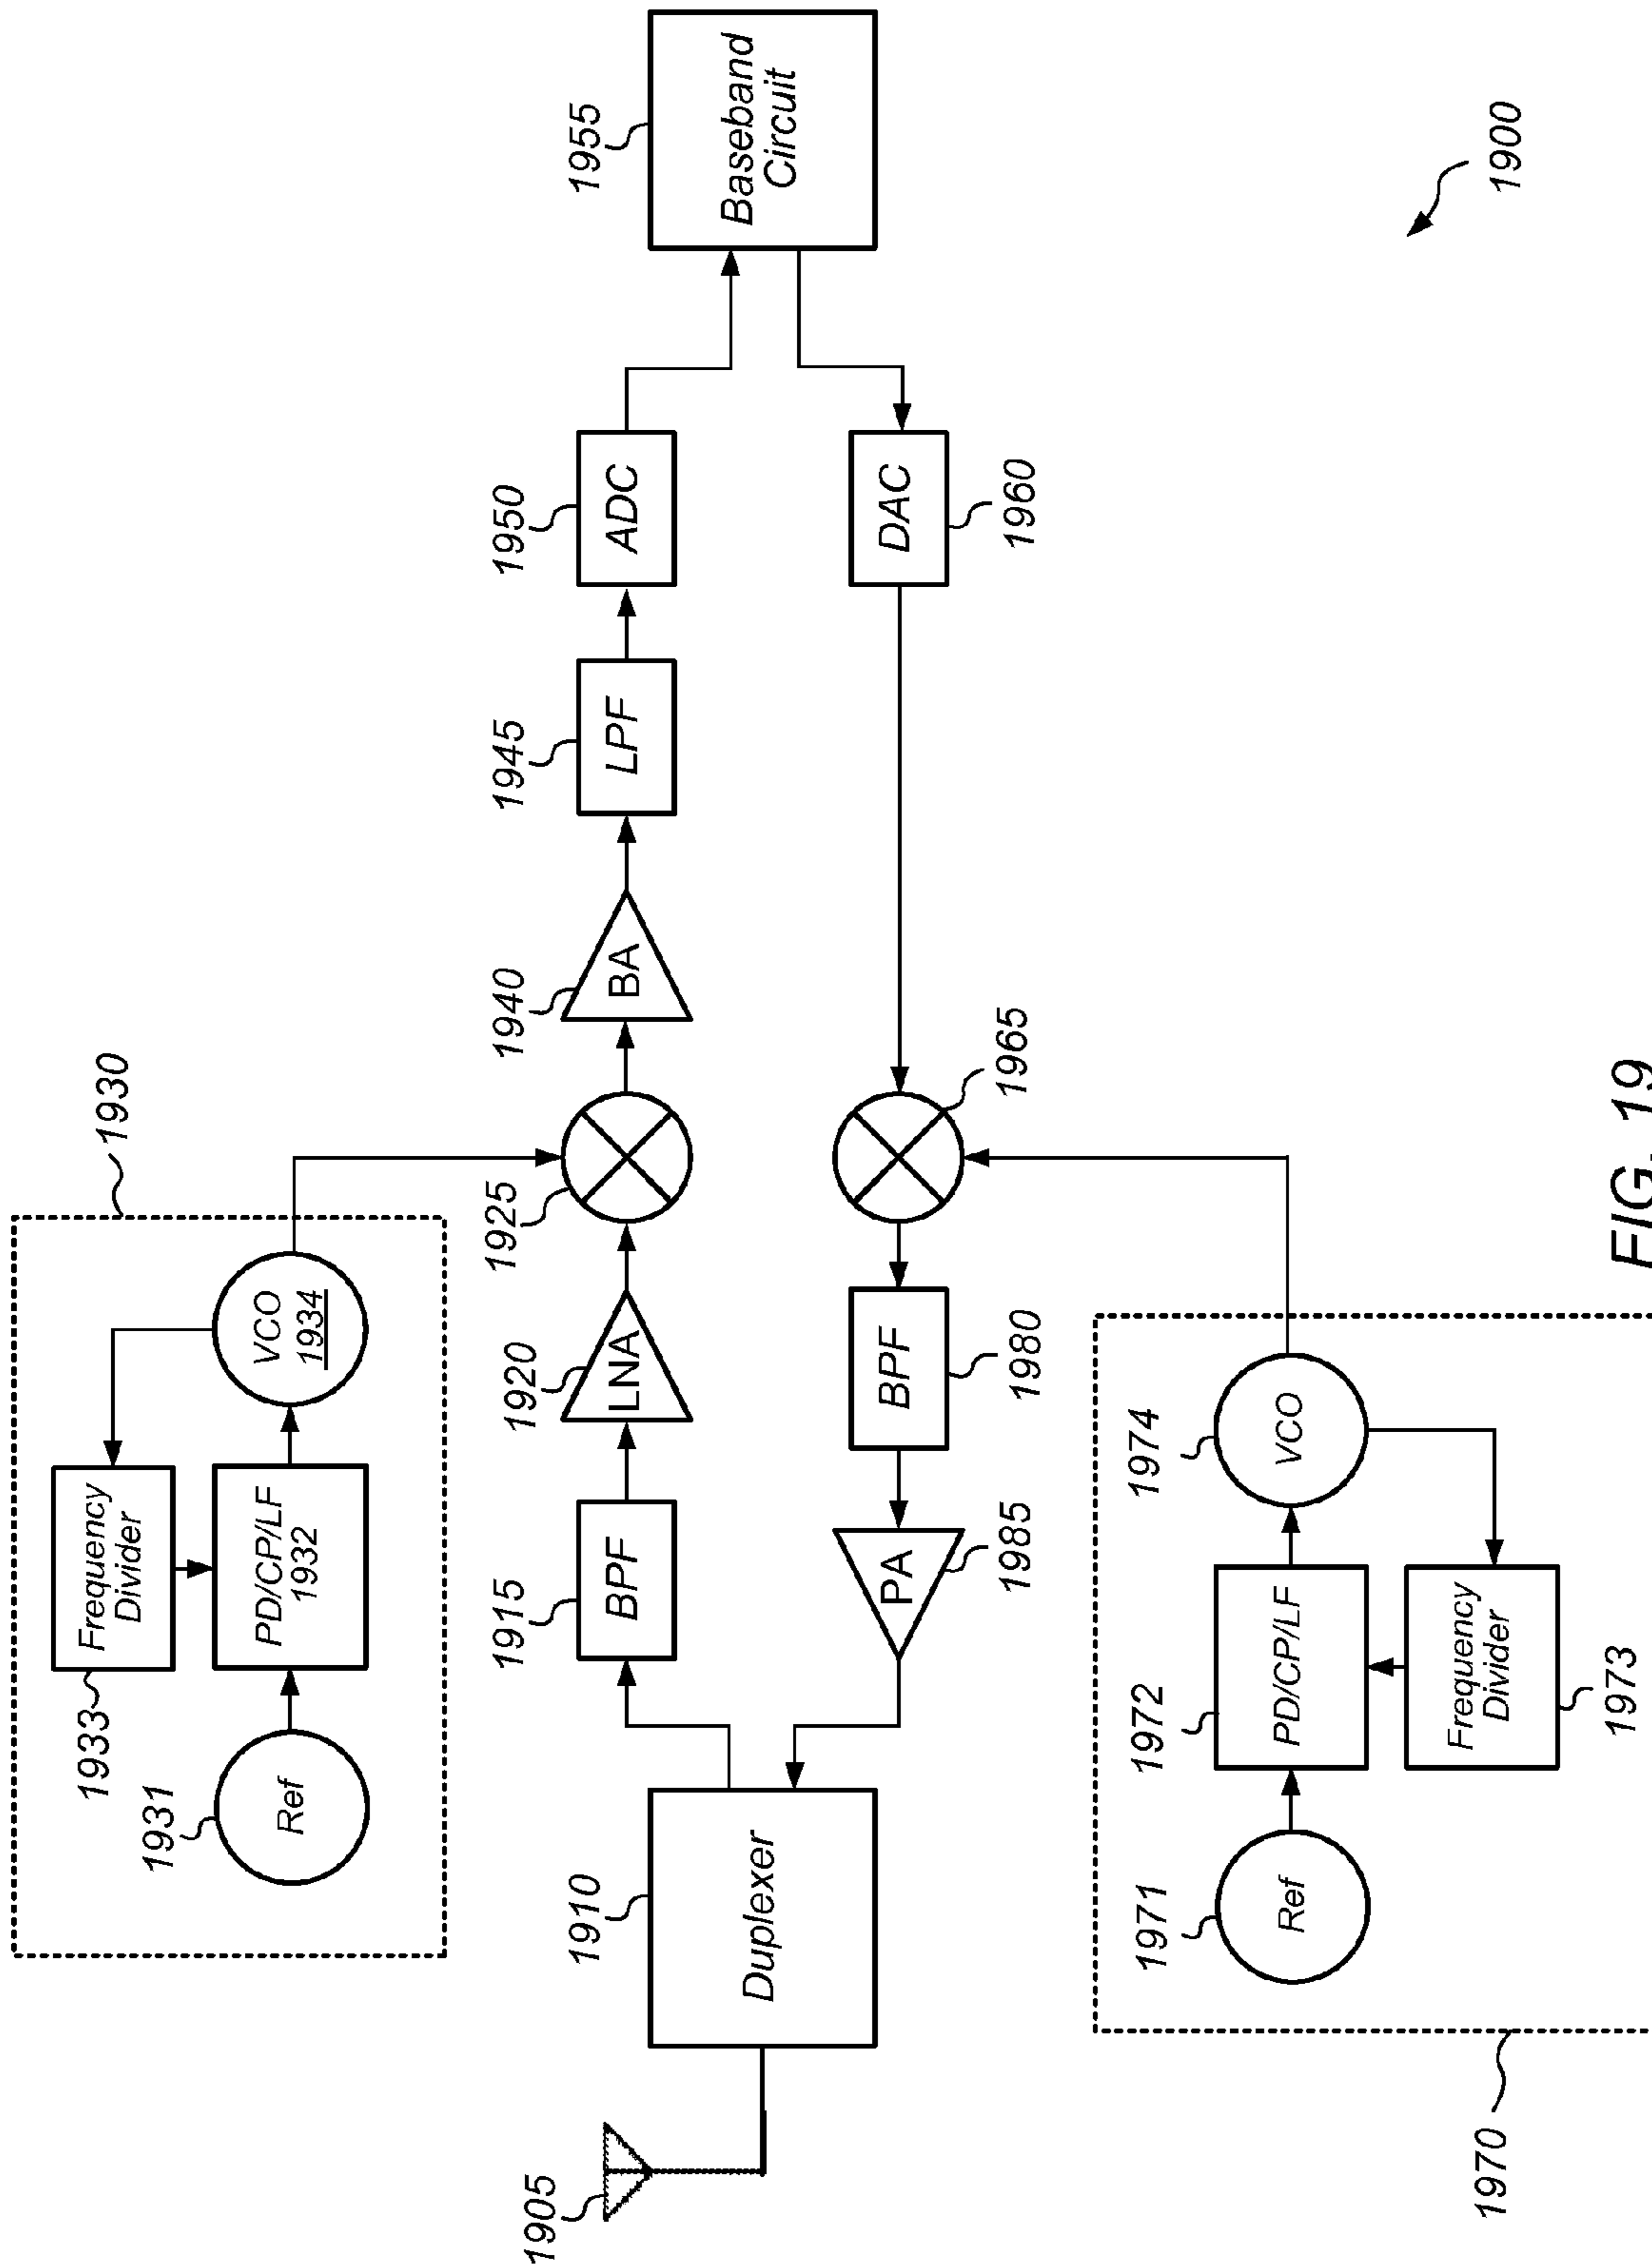 1930
Frequency
Divider
1933
VCO
1934
PD/CP/LF
1932
1931
Ref
1905
1910
Duplexer
1915
BPF
1920
LNA
1925
1940
BA
1945
LPF
1950
ADC
1955
Baseband
Circuit
DAC
1960
1965
BPF
1980
PA
1985
1970
1971
Ref
1972
PD/CP/LF
1974
VCO
Frequency
Divider
1973
1900
FIG. 19